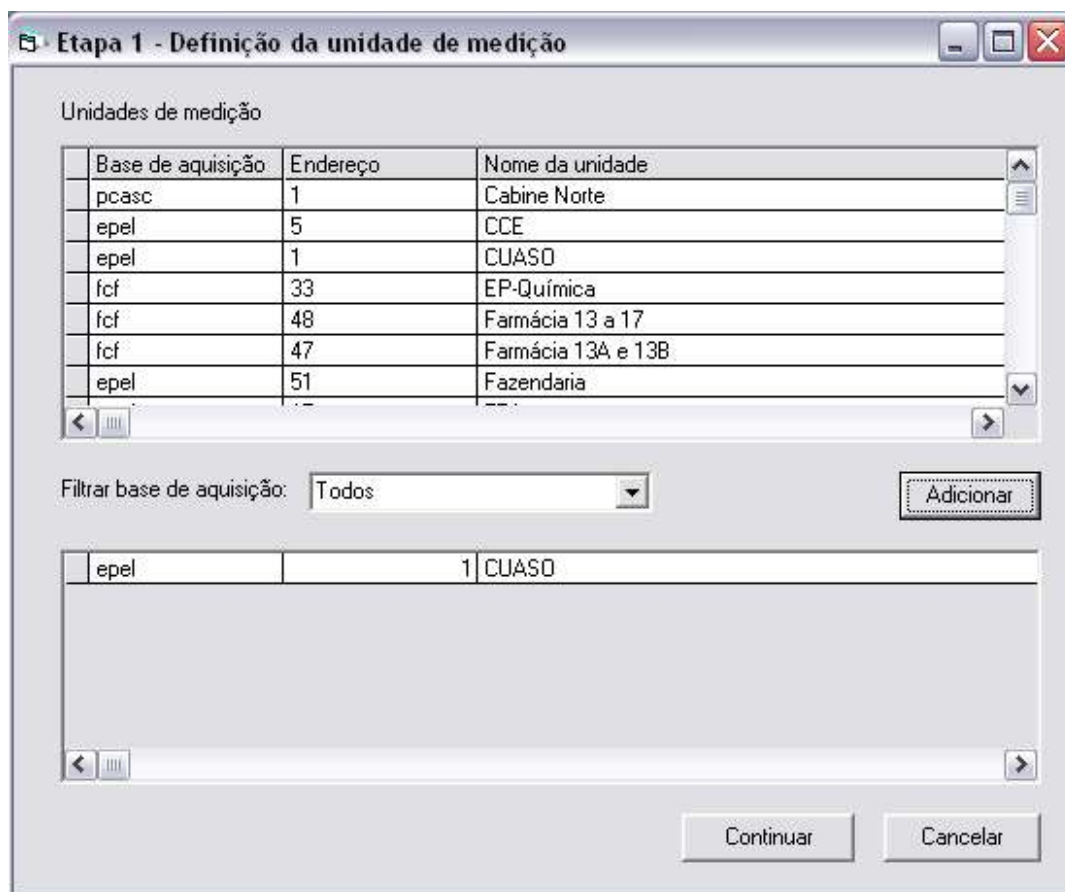 Etapa 1 - Definição da unidade de medição
Unidades de medição
Base de aquisição Endereço Nome da unidade
pcasc 1 Cabine Norte
epel 5 CCE
epel 1 CUASO
fcf 33 EP-Química
fcf 48 Farmácia 13 a 17
fcf 47 Farmácia 13A e 13B
epel 51 Fazendaria
Filtrar base de aquisição: Todos Adicionar
epel 1 CUASO
Continuar Cancelar